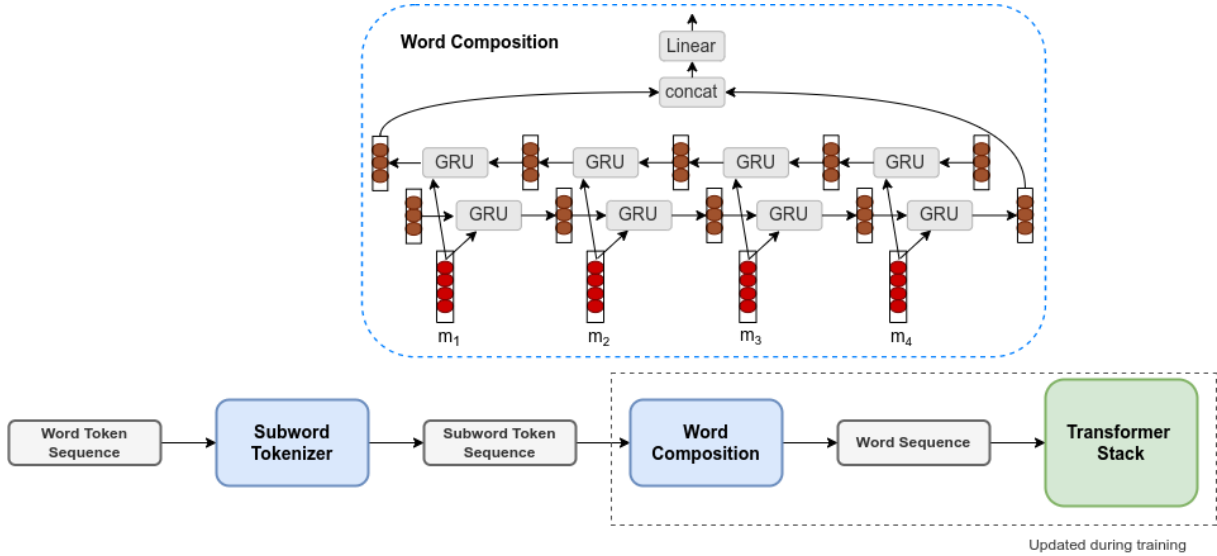 Word Composition
Linear
concat
GRU GRU GRU GRU
GRU GRU GRU GRU
m1 m2 m3 m4
Word Token
Sequence
Subword
Tokenizer
Subword Token
Sequence
Word
Composition
Word Sequence
Transformer
Stack
Updated during training